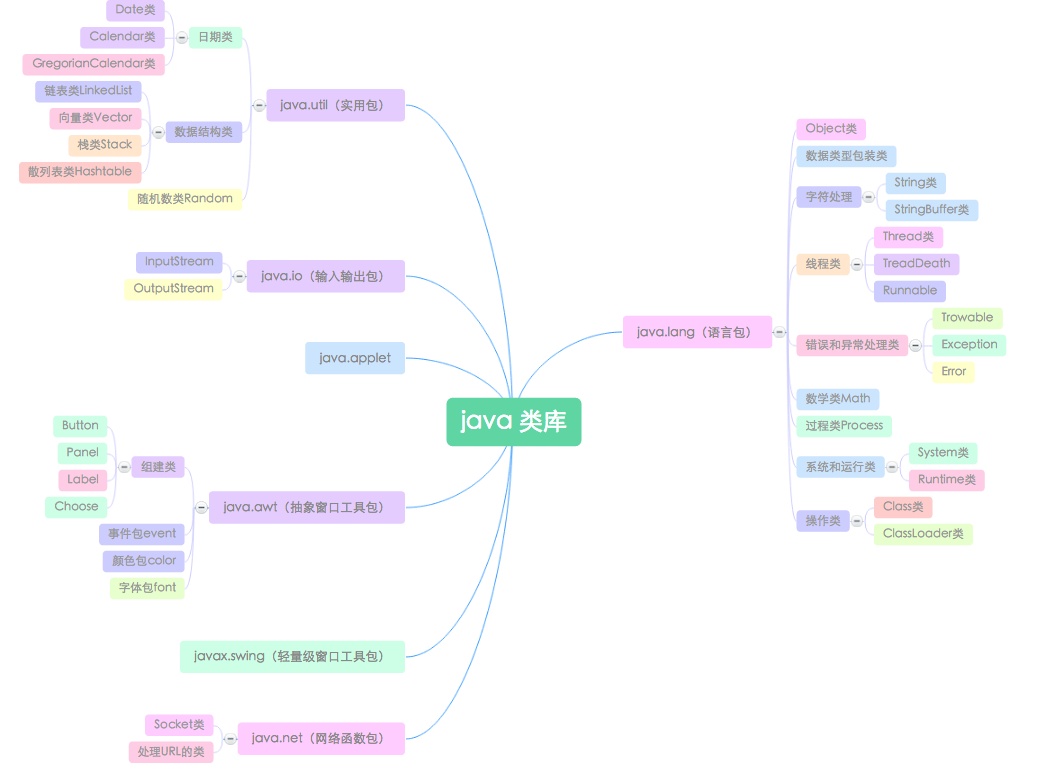 java 类库
java.util（实用包）
日期类
Date类
Calendar类
GregorianCalendar类
数据结构类
链表类LinkedList
向量类Vector
栈类Stack
散列表类Hashtable
随机数类Random
java.io（输入输出包）
InputStream
OutputStream
java.applet
java.awt（抽象窗口工具包）
组建类
Button
Panel
Label
Choose
事件包event
颜色包color
字体包font
javax.swing（轻量级窗口工具包）
java.net（网络函数包）
Socket类
处理URL的类
java.lang（语言包）
Object类
数据类型包装类
字符处理
String类
StringBuffer类
线程类
Thread类
TreadDeath
Runnable
错误和异常处理类
Trowable
Exception
Error
数学类Math
过程类Process
系统和运行类
System类
Runtime类
操作类
Class类
ClassLoader类